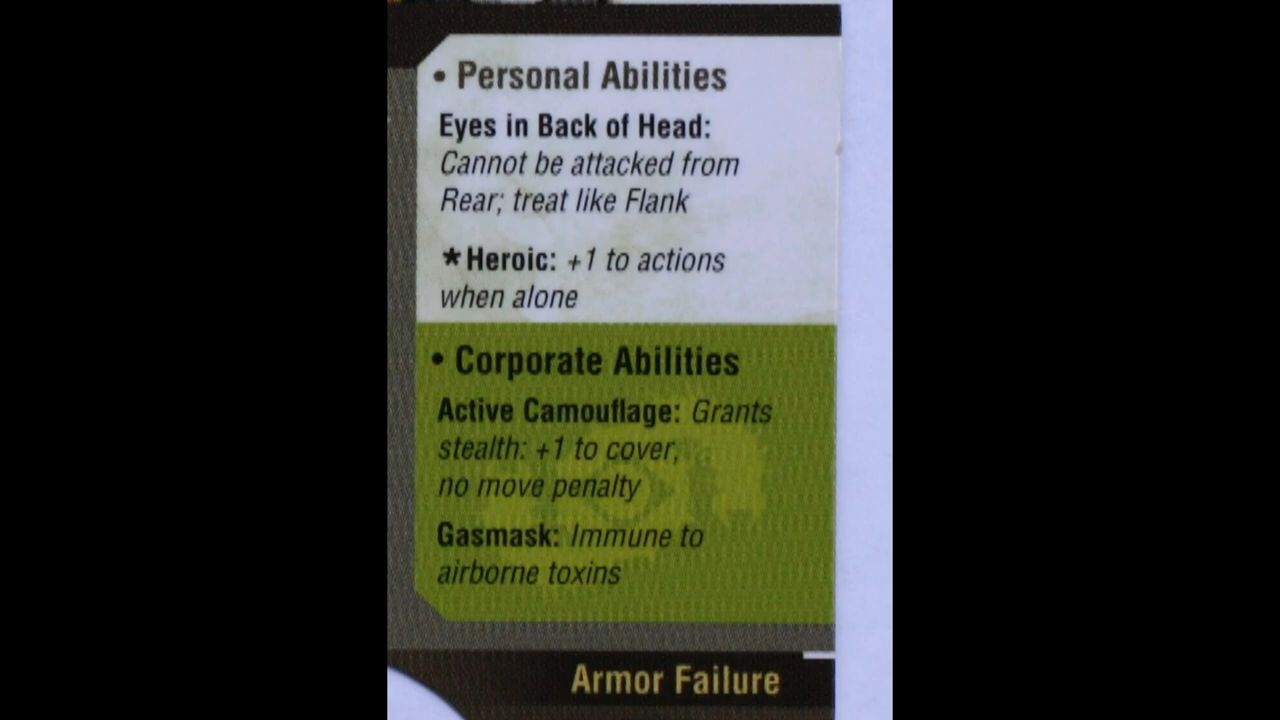 • Personal Abilities
Eyes in Back of Head:
Cannot be attacked from
Rear; treat like Flank
*Heroic: +1 to actions
when alone
• Corporate Abilities
Active Camouflage: Grants
stealth: +1 to cover,
no move penalty
Gasmask: Immune to
airborne toxins
Armor Failure